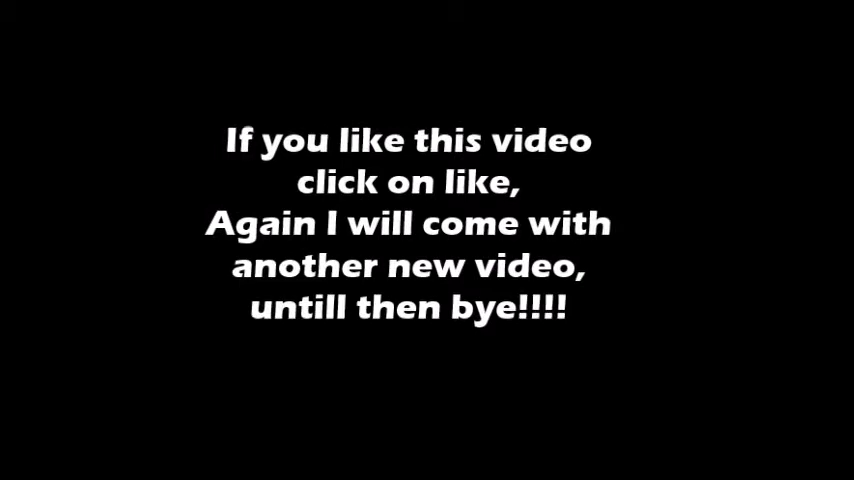 If you like this video
click on like,
Again I will come with
another new video,
untill then bye!!!!